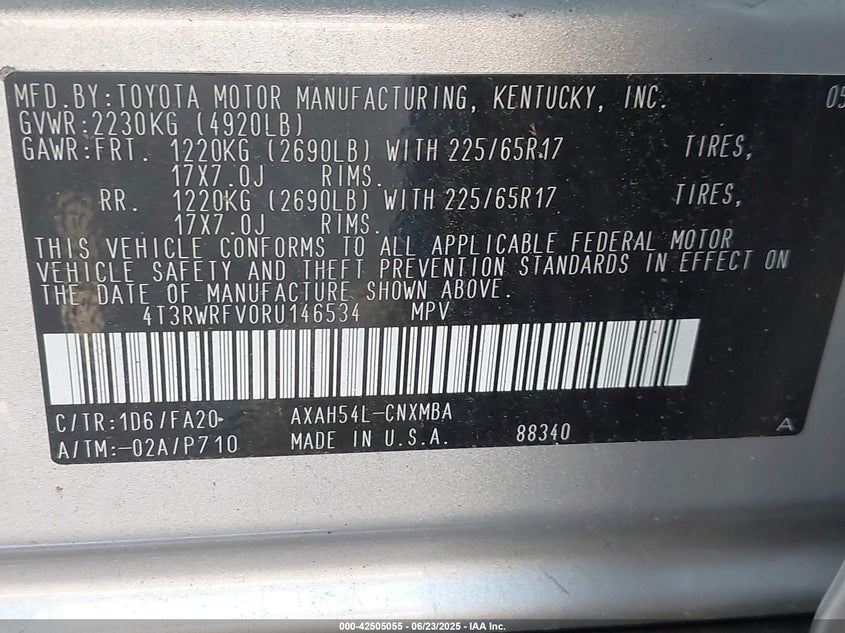 MFD.BY:TOYOTA MOTOR MANUFACTURING, KENTUCKY, INC. 05
GVWR:2230KG (4920LB)
GAWR:FRT. 1220KG (2690LB) WITH 225/65R17 TIRES,
17X7.0J RIMS.
RR. 1220KG (2690LB) WITH 225/65R17 TIRES,
17X7.0J RIMS.
THIS VEHICLE CONFORMS TO ALL APPLICABLE FEDERAL MOTOR
VEHICLE SAFETY AND THEFT PREVENTION STANDARDS IN EFFECT ON
THE DATE OF MANUFACTURE SHOWN ABOVE.
4T3RWRFV0RU146534 MPV
C/TR:1D6/FA20- AXAH54L-CNXMBA
A/TM:-02A/P710 MADE IN U.S.A. 88340 A
000-42505055 - 06/23/2025 - IAA Inc.